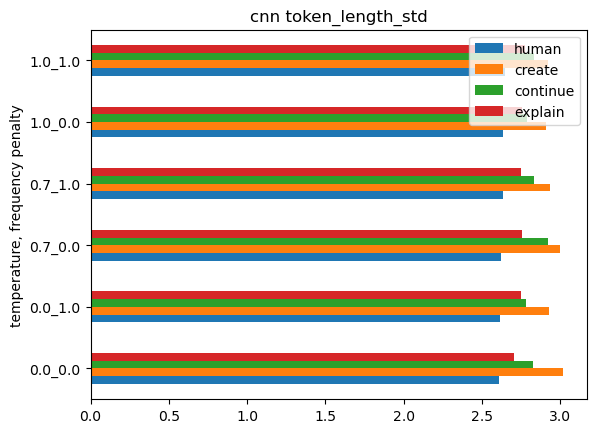 cnn token_length_std
human
create
continue
explain
temperature, frequency penalty
1.0_1.0
1.0_0.0
0.7_1.0
0.7_0.0
0.0_1.0
0.0_0.0
0.0 0.5 1.0 1.5 2.0 2.5 3.0